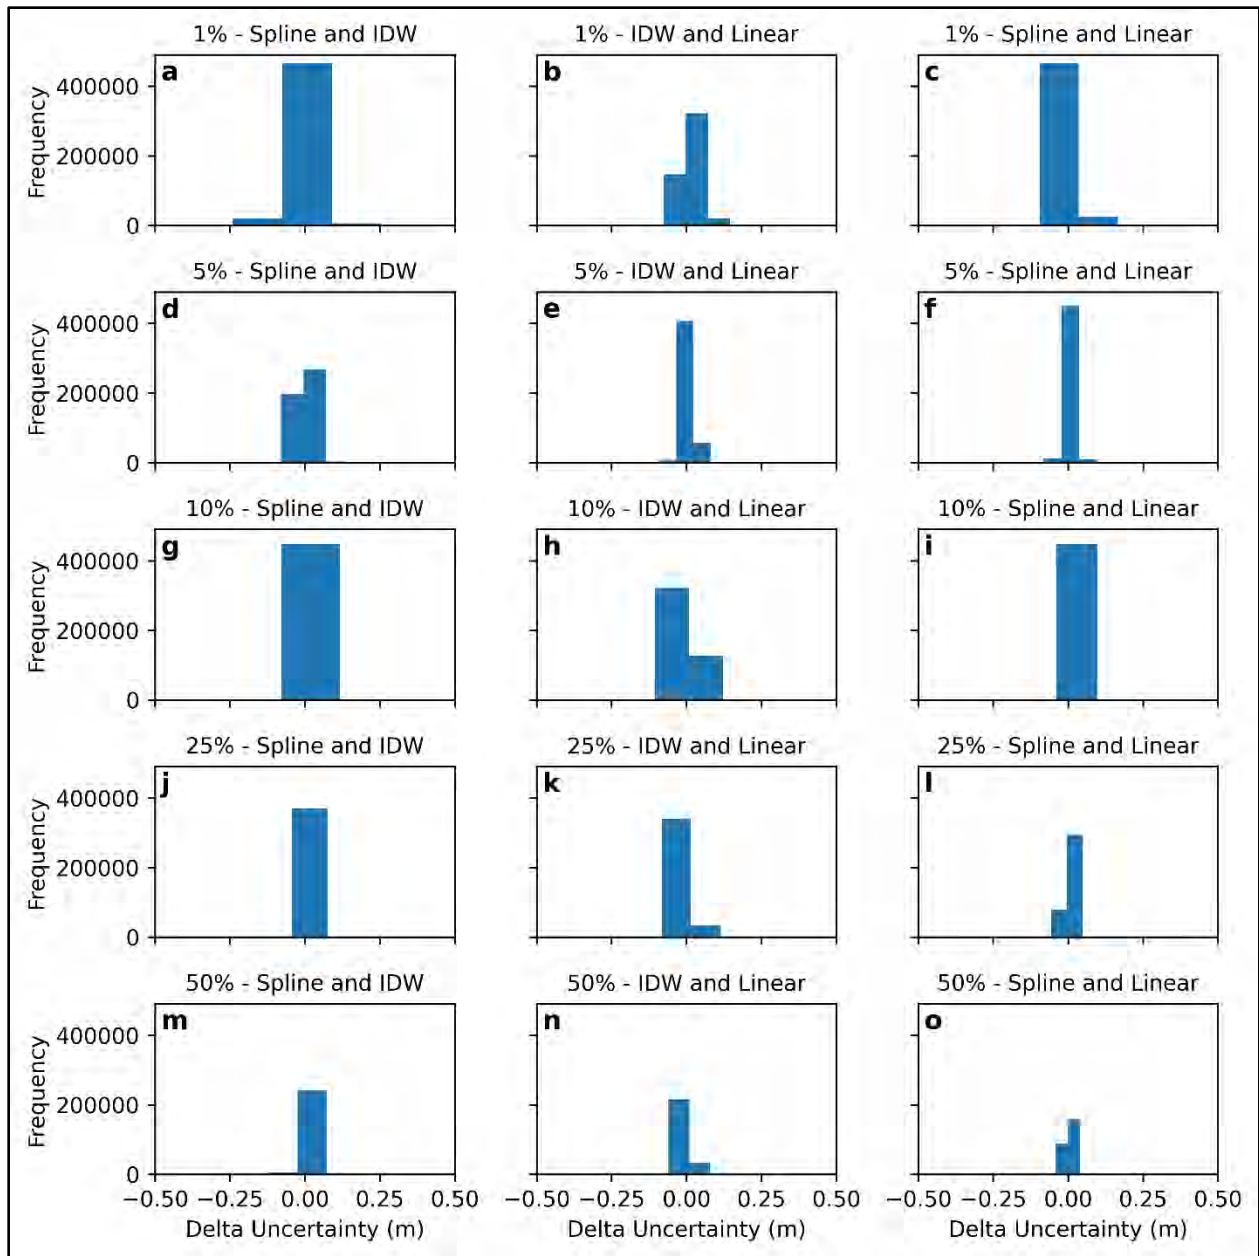 1% - Spline and IDW 1% - IDW and Linear 1% - Spline and Linear
a b c
400000
200000
0
Frequency
5% - Spline and IDW 5% - IDW and Linear 5% - Spline and Linear
d e f
400000
200000
0
Frequency
10% - Spline and IDW 10% - IDW and Linear 10% - Spline and Linear
g h i
400000
200000
0
Frequency
25% - Spline and IDW 25% - IDW and Linear 25% - Spline and Linear
j k l
400000
200000
0
Frequency
50% - Spline and IDW 50% - IDW and Linear 50% - Spline and Linear
m n o
400000
200000
0
Frequency
−0.50 −0.25 0.00 0.25 0.50 −0.50 −0.25 0.00 0.25 0.50 −0.50 −0.25 0.00 0.25 0.50
Delta Uncertainty (m) Delta Uncertainty (m) Delta Uncertainty (m)